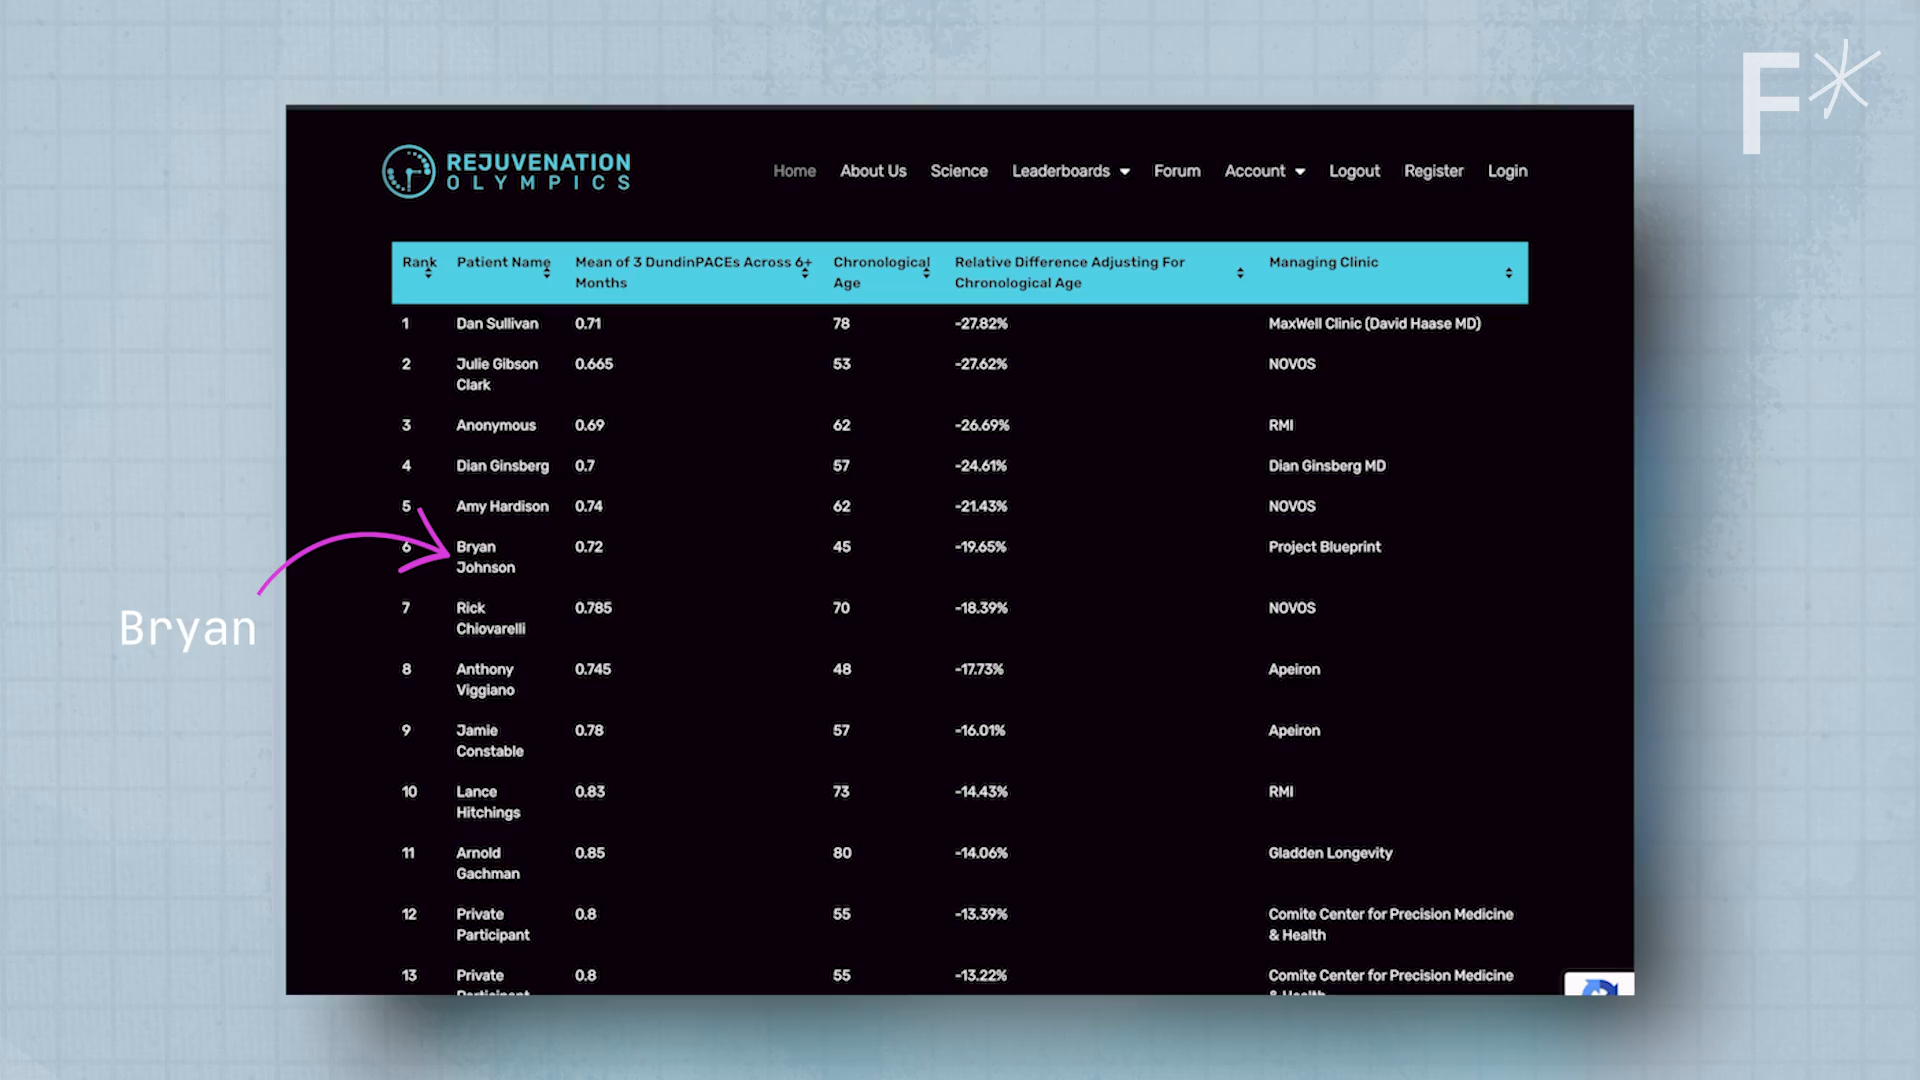 F*
REJUVENATION
OLYMPICS
Home About Us Science Leaderboards Forum Account Logout Register Login
Rank Patient Name Mean of 3 DundinPACEs Across 6+ Months Chronological Age Relative Difference Adjusting For Chronological Age Managing Clinic
1 Dan Sullivan 0.71 78 -27.82% MaxWell Clinic (David Haase MD)
2 Julie Gibson Clark 0.665 53 -27.62% NOVOS
3 Anonymous 0.69 62 -26.69% RMI
4 Dian Ginsberg 0.7 57 -24.61% Dian Ginsberg MD
5 Amy Hardison 0.74 62 -21.43% NOVOS
6 Bryan Johnson 0.72 45 -19.65% Project Blueprint
Bryan
7 Rick Chiovarelli 0.785 70 -18.39% NOVOS
8 Anthony Viggiano 0.745 48 -17.73% Apeiron
9 Jamie Constable 0.78 57 -16.01% Apeiron
10 Lance Hitchings 0.83 73 -14.43% RMI
11 Arnold Gachman 0.85 80 -14.06% Gladden Longevity
12 Private Participant 0.8 55 -13.39% Comite Center for Precision Medicine & Health
13 Private Participant 0.8 55 -13.22% Comite Center for Precision Medicine & Health